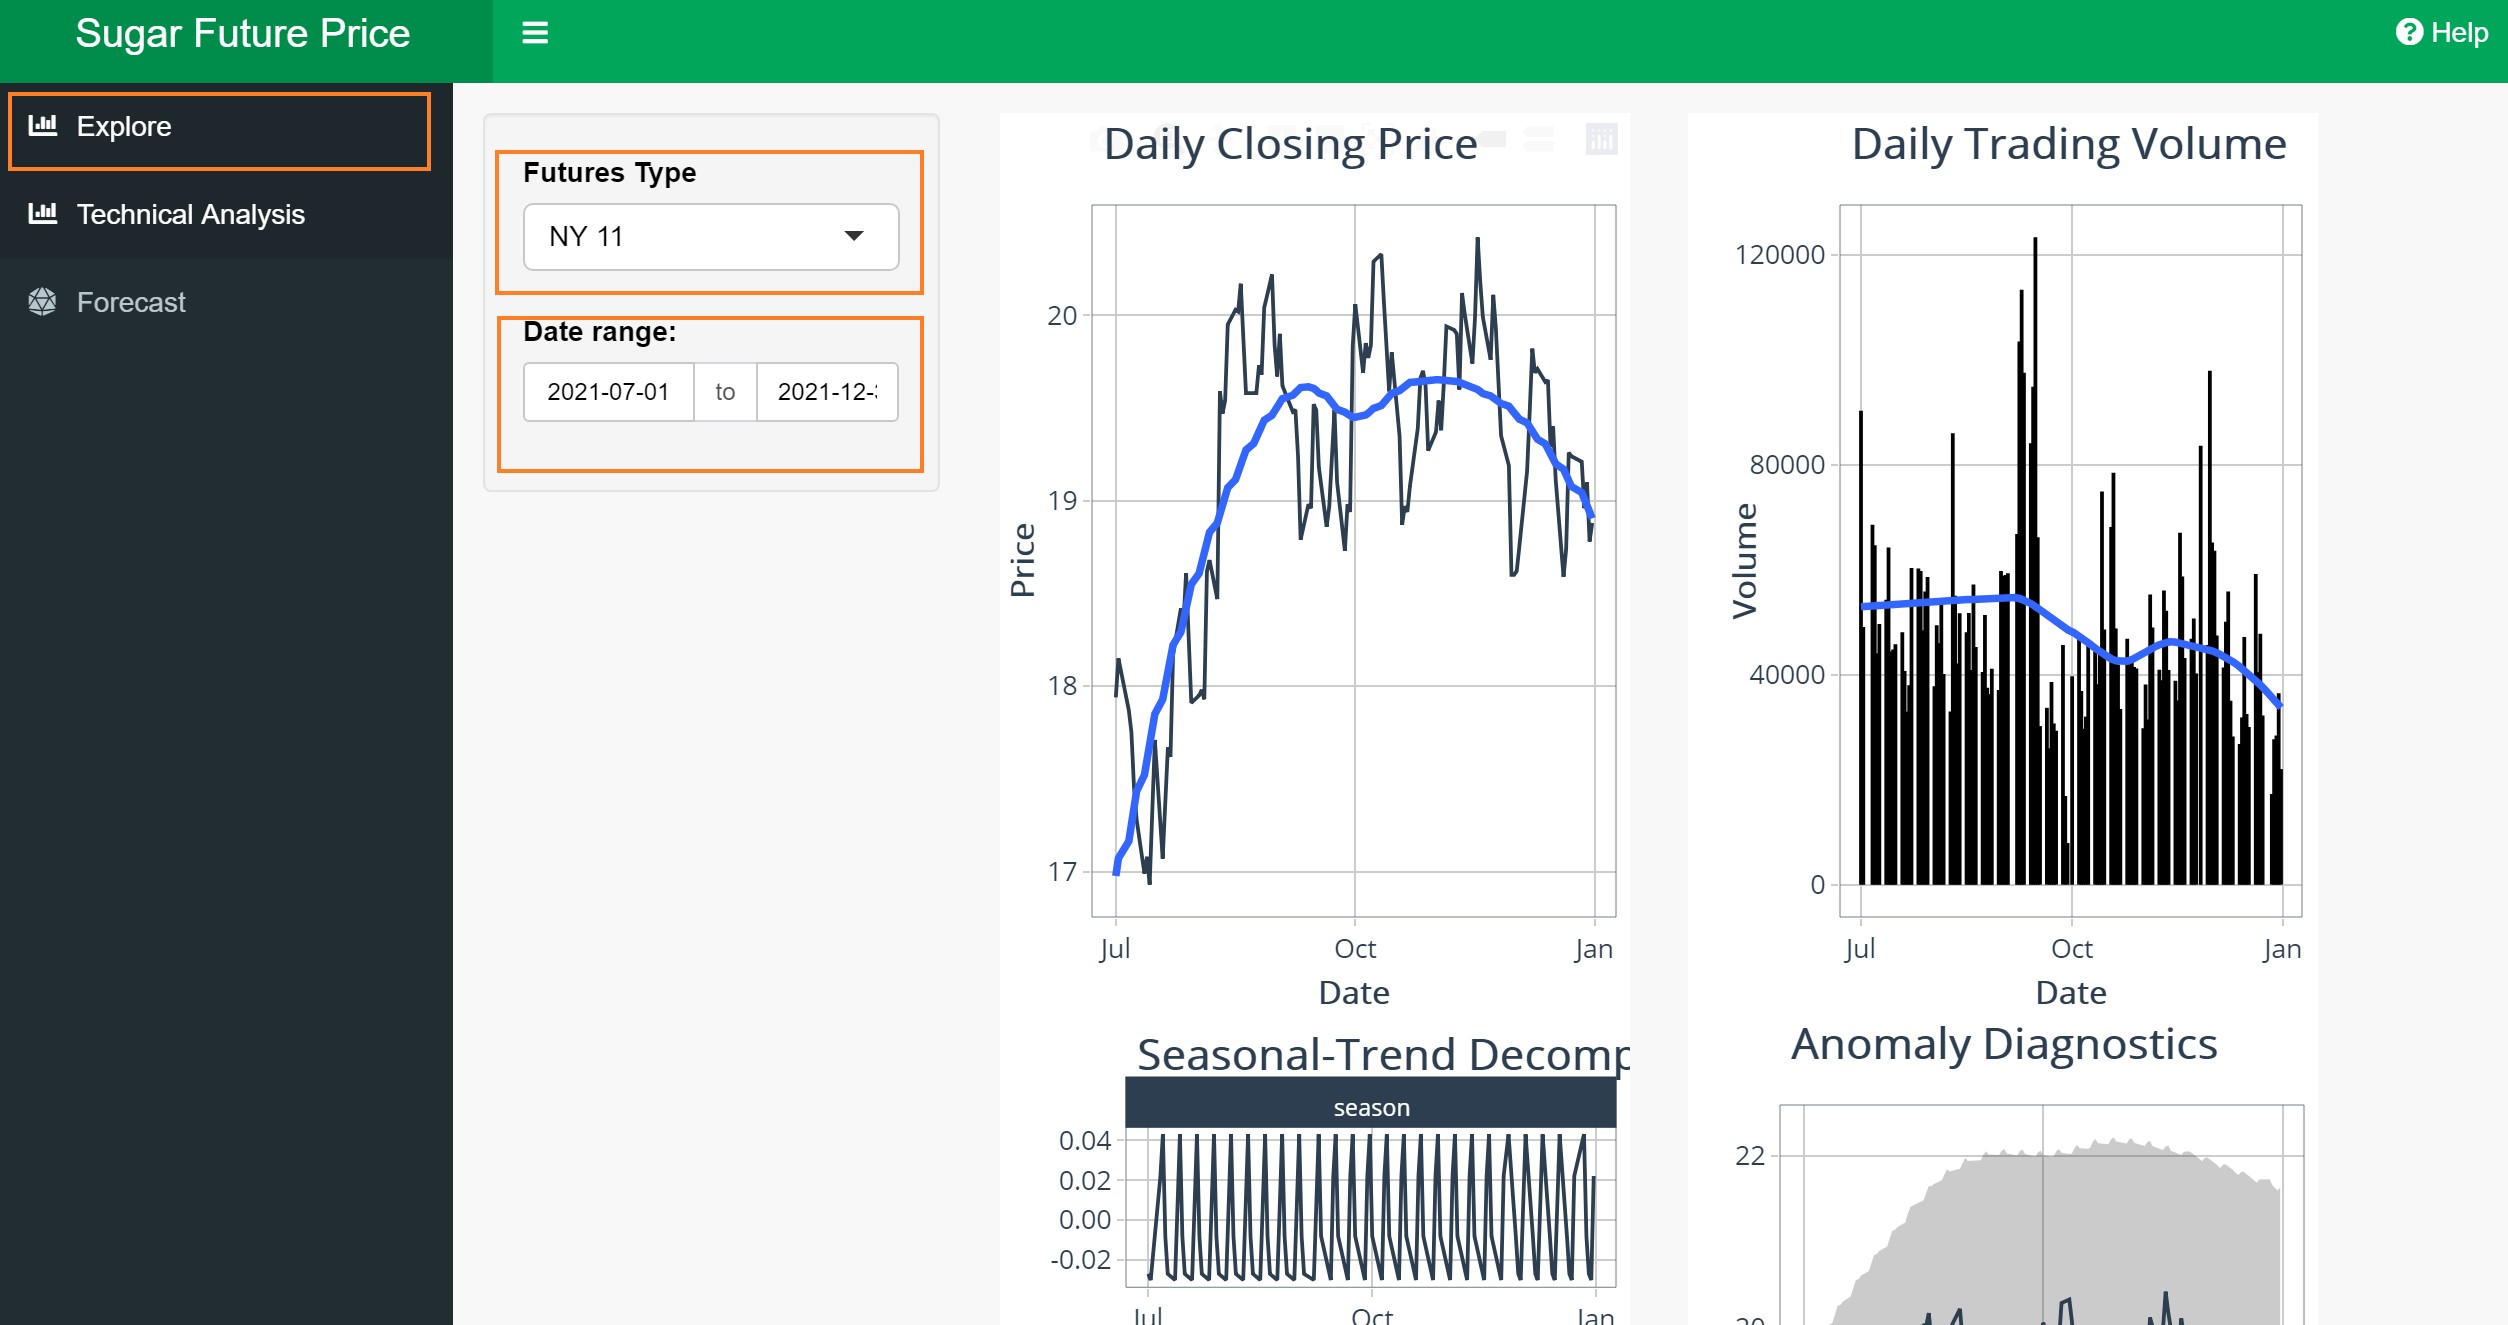 Sugar Future Price
Help
Explore
Technical Analysis
Forecast
Futures Type
NY 11
Date range:
2021-07-01 to 2021-12-
Daily Closing Price
20
19
18
17
Price
Jul Oct Jan
Date
Daily Trading Volume
120000
80000
40000
0
Volume
Jul Oct Jan
Date
Seasonal-Trend Decomp
season
0.04
0.02
0.00
-0.02
Jul Oct Jan
Anomaly Diagnostics
22
20